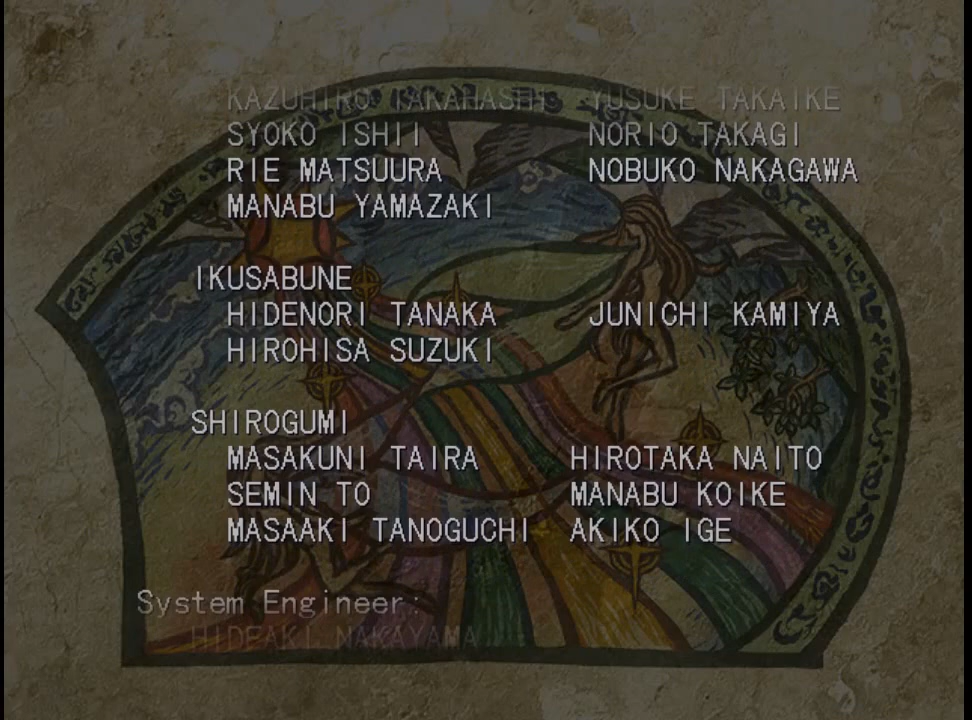 KAZUHIRO TAKAHASHI YUSUKE TAKAIKE
SYOKO ISHII NORIO TAKAGI
RIE MATSUURA NOBUKO NAKAGAWA
MANABU YAMAZAKI
IKUSABUNE
HIDENORI TANAKA JUNICHI KAMIYA
HIROHISA SUZUKI
SHIROGUMI
MASAKUNI TAIRA HIROTAKA NAITO
SEMIN TO MANABU KOIKE
MASAAKI TANOGUCHI AKIKO IGE
System Engineer:
HIDEAKI NAKAYAMA